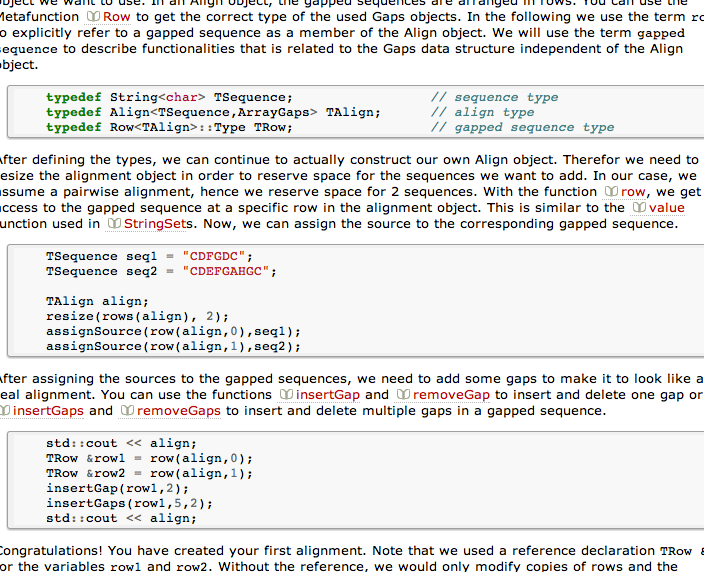 object we want to use. In an Align object, the gapped sequences are arranged in rows. You can use the
Metafunction Row to get the correct type of the used Gaps objects. In the following we use the term ro
o explicitly refer to a gapped sequence as a member of the Align object. We will use the term gapped
sequence to describe functionalities that is related to the Gaps data structure independent of the Align
object.
typedef String<char> TSequence; // sequence type
typedef Align<TSequence,ArrayGaps> TAlign; // align type
typedef Row<TAlign>::Type TRow; // gapped sequence type
After defining the types, we can continue to actually construct our own Align object. Therefor we need to
esize the alignment object in order to reserve space for the sequences we want to add. In our case, we
assume a pairwise alignment, hence we reserve space for 2 sequences. With the function row, we get
access to the gapped sequence at a specific row in the alignment object. This is similar to the value
unction used in StringSets. Now, we can assign the source to the corresponding gapped sequence.
TSequence seq1 = "CDFGDC";
TSequence seq2 = "CDEFGAHGC";
TAlign align;
resize(rows(align), 2);
assignSource(row(align,0),seq1);
assignSource(row(align,1),seq2);
After assigning the sources to the gapped sequences, we need to add some gaps to make it to look like a
eal alignment. You can use the functions insertGap and removeGap to insert and delete one gap or
insertGaps and removeGaps to insert and delete multiple gaps in a gapped sequence.
std::cout << align;
TRow &row1 = row(align,0);
TRow &row2 = row(align,1);
insertGap(row1,2);
insertGaps(row1,5,2);
std::cout << align;
Congratulations! You have created your first alignment. Note that we used a reference declaration TRow &
or the variables row1 and row2. Without the reference, we would only modify copies of rows and the